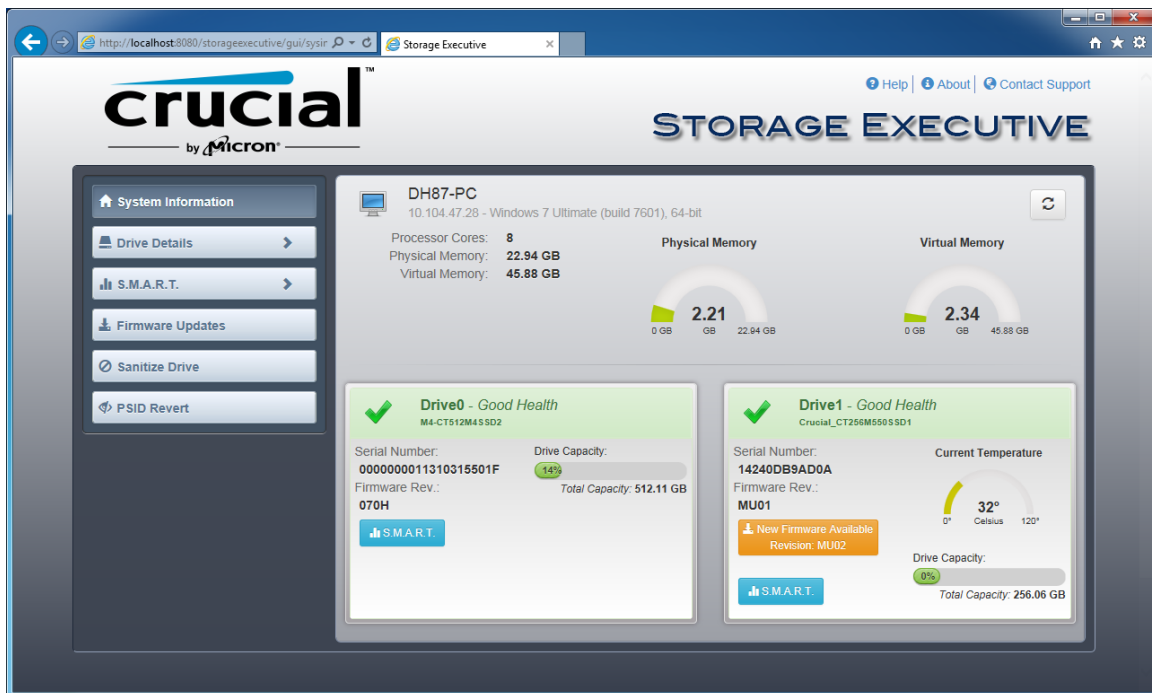 http://localhost:8080/storageexecutive/gui/sysir
Storage Executive
crucial™
by Micron®
Help | About | Contact Support
STORAGE EXECUTIVE
System Information
Drive Details
S.M.A.R.T.
Firmware Updates
Sanitize Drive
PSID Revert
DH87-PC
10.104.47.28 - Windows 7 Ultimate (build 7601), 64-bit
Processor Cores: 8
Physical Memory: 22.94 GB
Virtual Memory: 45.88 GB
Physical Memory
2.21
0 GB GB 22.94 GB
Virtual Memory
2.34
0 GB GB 45.88 GB
Drive0 - Good Health
M4-CT512M4SSD2
Serial Number:
0000000011310315501F
Firmware Rev.:
070H
S.M.A.R.T.
Drive Capacity:
14%
Total Capacity: 512.11 GB
Drive1 - Good Health
Crucial_CT256M550SSD1
Serial Number:
14240DB9AD0A
Firmware Rev.:
MU01
New Firmware Available
Revision: MU02
S.M.A.R.T.
Current Temperature
32°
0° Celsius 120°
Drive Capacity:
0%
Total Capacity: 256.06 GB